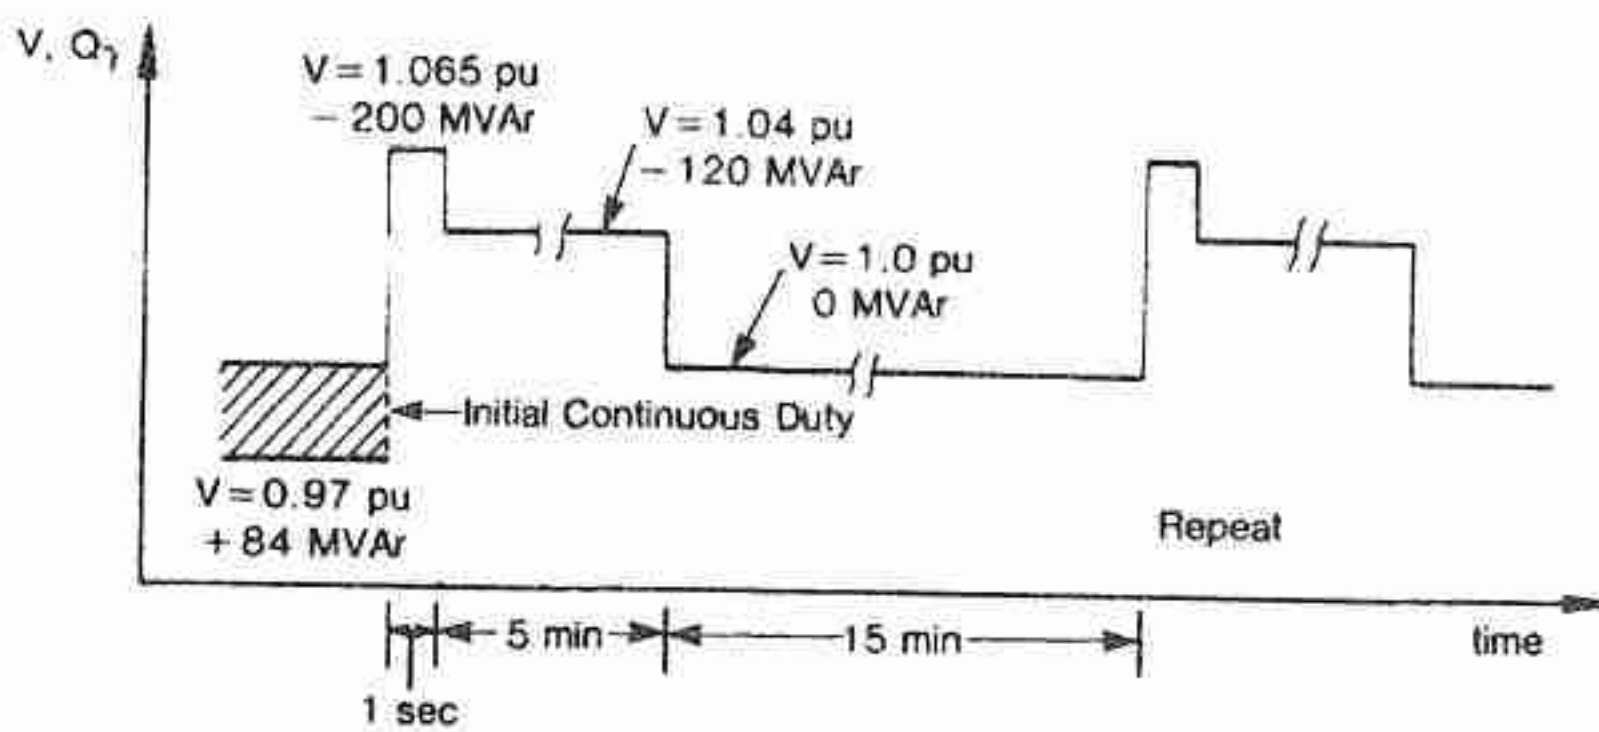 V, Q₇
V=1.065 pu
−200 MVAr
V=1.04 pu
−120 MVAr
V=1.0 pu
0 MVAr
Initial Continuous Duty
V=0.97 pu
+84 MVAr
Repeat
5 min
15 min
time
1 sec